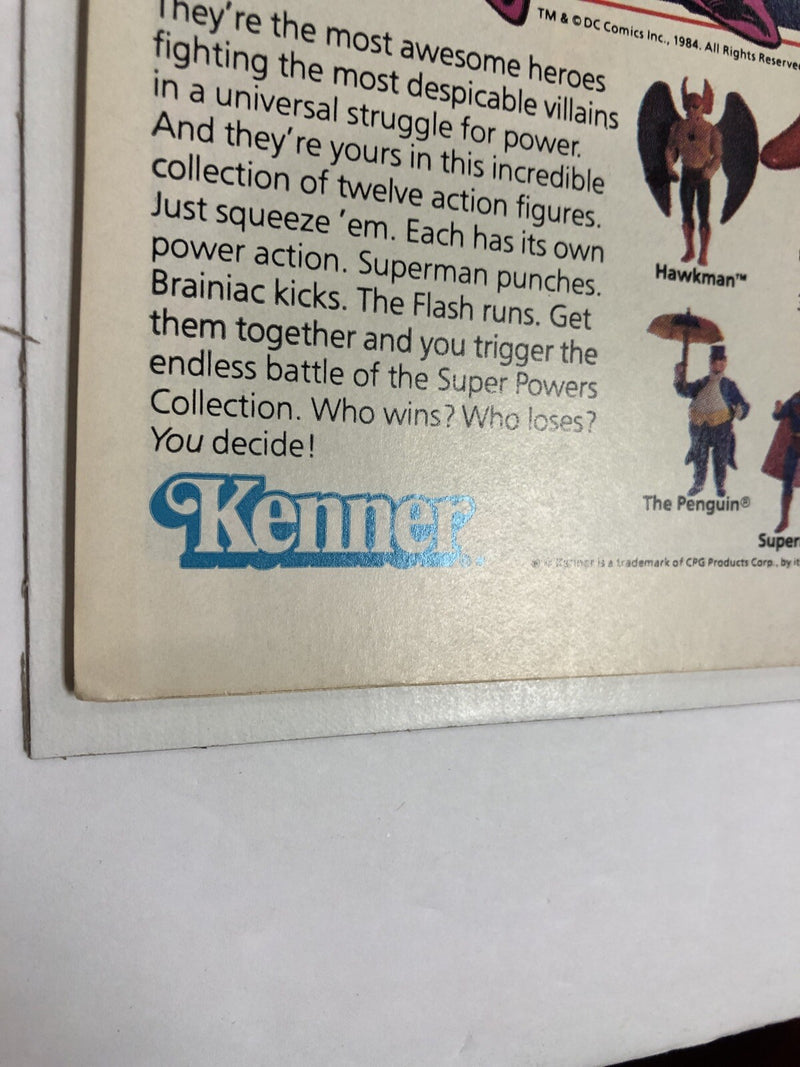 TM & © DC Comics Inc., 1984. All Rights
They're the most awesome heroes
fighting the most despicable villains
in a universal struggle for power.
And they're yours in this incredible
collection of twelve action figures.
Just squeeze 'em. Each has its own
power action. Superman punches.
Brainiac kicks. The Flash runs. Get
them together and you trigger the
endless battle of the Super Powers
Collection. Who wins? Who loses?
You decide!
Kenner
Hawkman™
The Penguin®
Super
Kenner is a trademark of CPG Products Corp., by